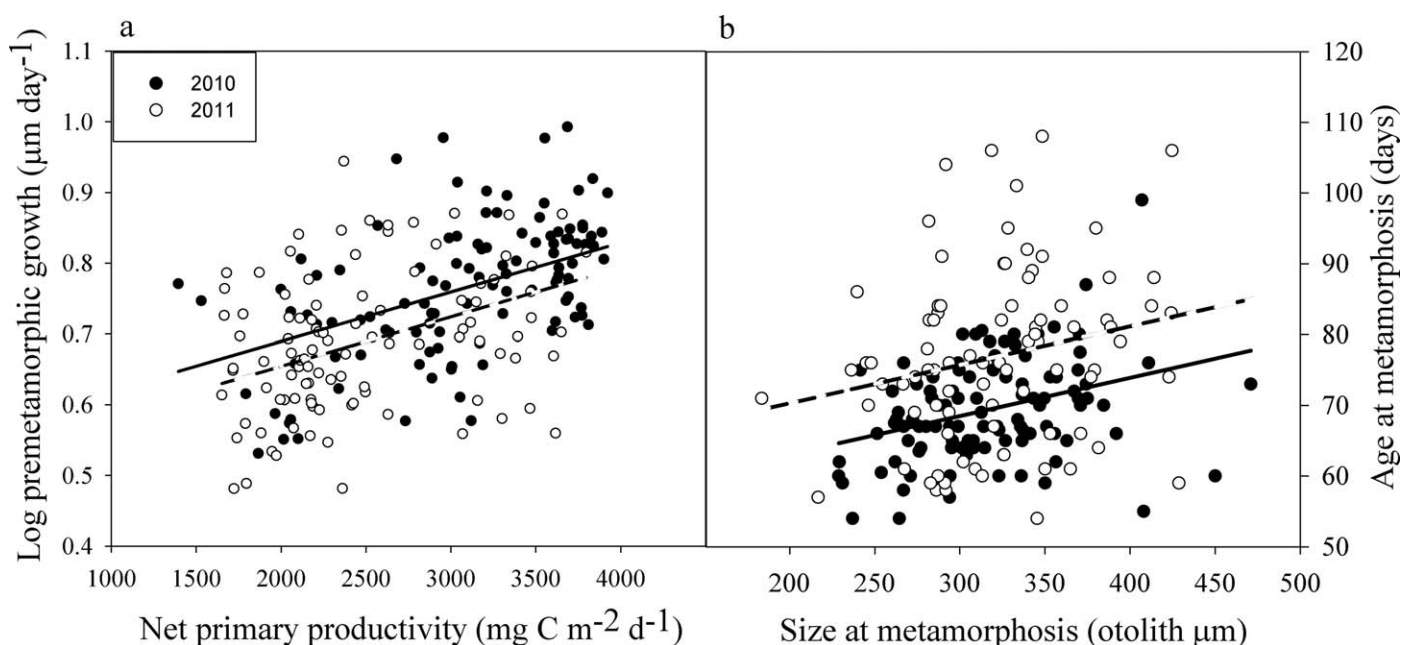 a
Log premetamorphic growth (μm day-1)
1.1
1.0
0.9
0.8
0.7
0.6
0.5
0.4
2010
2011
1000 1500 2000 2500 3000 3500 4000
Net primary productivity (mg C m-2 d-1)
b
120
110
100
90
80
70
60
50
Age at metamorphosis (days)
200 250 300 350 400 450 500
Size at metamorphosis (otolith μm)